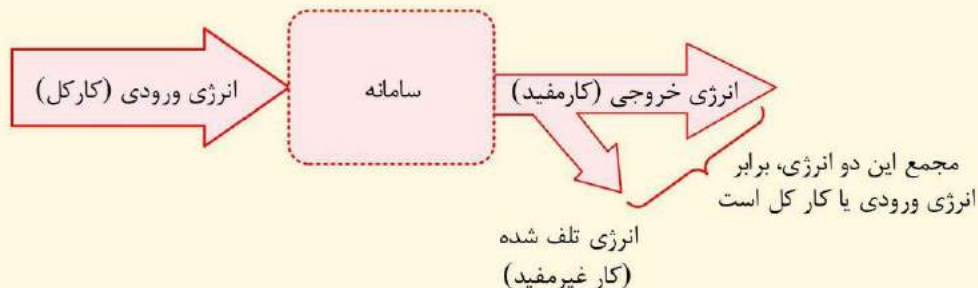 انرژی ورودی (کارکل)
سامانه
انرژی خروجی (کارمفید)
مجمع این دو انرژی، برابر
انرژی ورودی یا کار کل است
انرژی تلف شده
(کار غیرمفید)